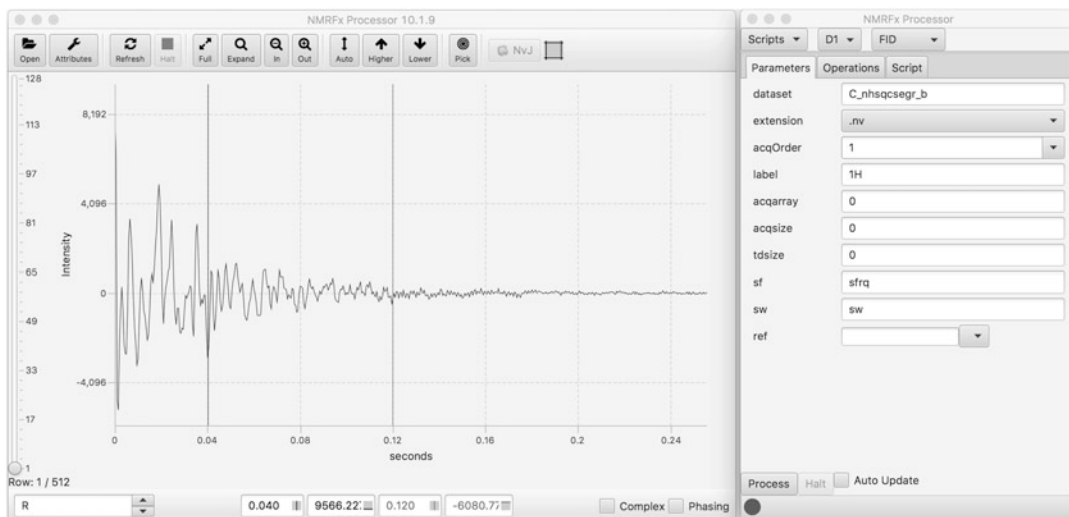 NMRFx Processor 10.1.9
Open Attributes Refresh Halt Full Expand In Out Auto Higher Lower Pick NvJ
128
113
97
81
65
49
33
17
1
8,192
4,096
0
-4,096
Intensity
0 0.04 0.08 0.12 0.16 0.2 0.24
seconds
Row: 1 / 512
R 0.040 9566.22 0.120 -6080.77 Complex Phasing
NMRFx Processor
Scripts D1 FID
Parameters Operations Script
dataset C_nhsqcsegr_b
extension .nv
acqOrder 1
label 1H
acqarray 0
acqsize 0
tdsize 0
sf sfrq
sw sw
ref
Process Halt Auto Update